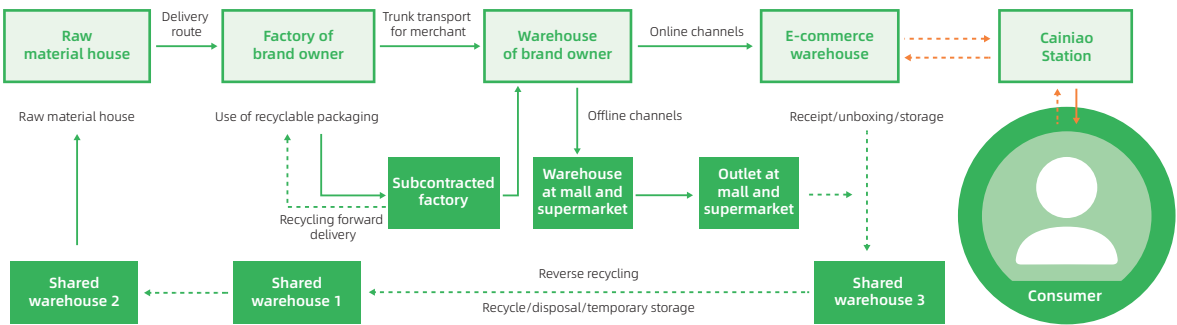 Delivery
route
Trunk transport
for merchant
Raw
material house
Factory of
brand owner
Warehouse
of brand owner
Online channels
E-commerce
warehouse
Cainiao
Station
Raw material house
Use of recyclable packaging
Offline channels
Receipt/unboxing/storage
Subcontracted
factory
Warehouse
at mall and
supermarket
Outlet at
mall and
supermarket
Recycling forward
delivery
Shared
warehouse 2
Shared
warehouse 1
Reverse recycling
Recycle/disposal/temporary storage
Shared
warehouse 3
Consumer